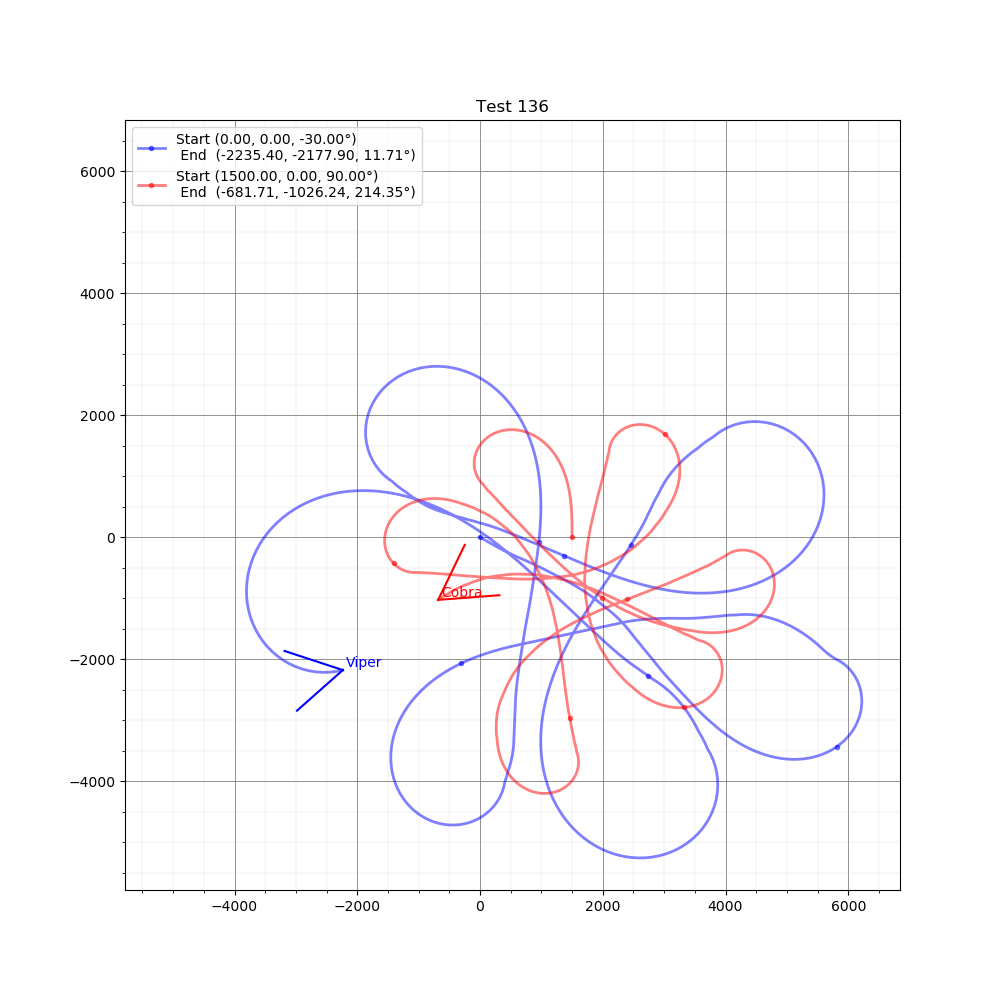 Test 136
Start (0.00, 0.00, -30.00°)
End (-2235.40, -2177.90, 11.71°)
Start (1500.00, 0.00, 90.00°)
End (-681.71, -1026.24, 214.35°)
6000
4000
2000
0
−2000
−4000
Cobra
Viper
−4000 −2000 0 2000 4000 6000